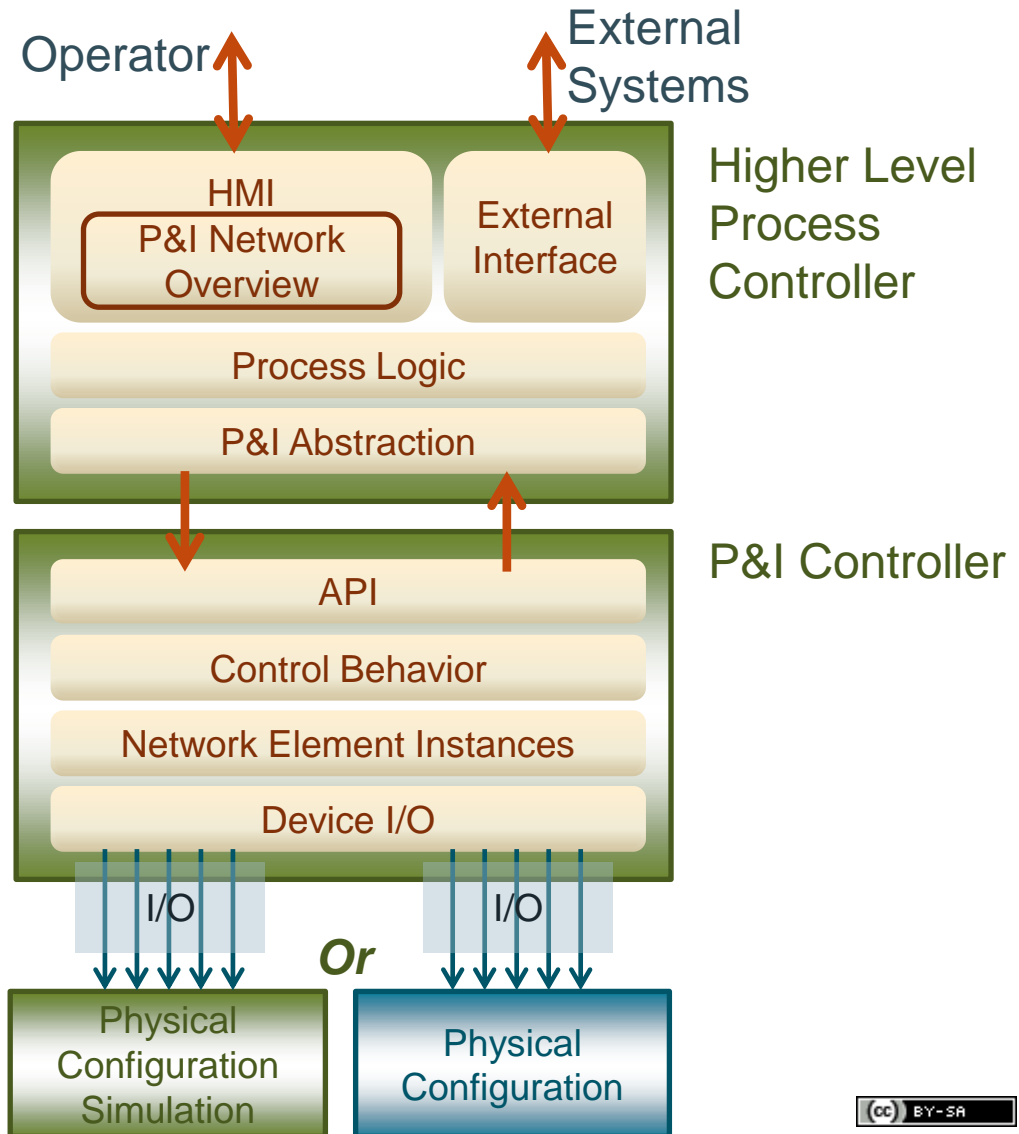 Operator
External
Systems
HMI
P&I Network
Overview
External
Interface
Higher Level
Process
Controller
Process Logic
P&I Abstraction
P&I Controller
API
Control Behavior
Network Element Instances
Device I/O
I/O
I/O
Or
Physical
Configuration
Simulation
Physical
Configuration
(cc) BY-SA